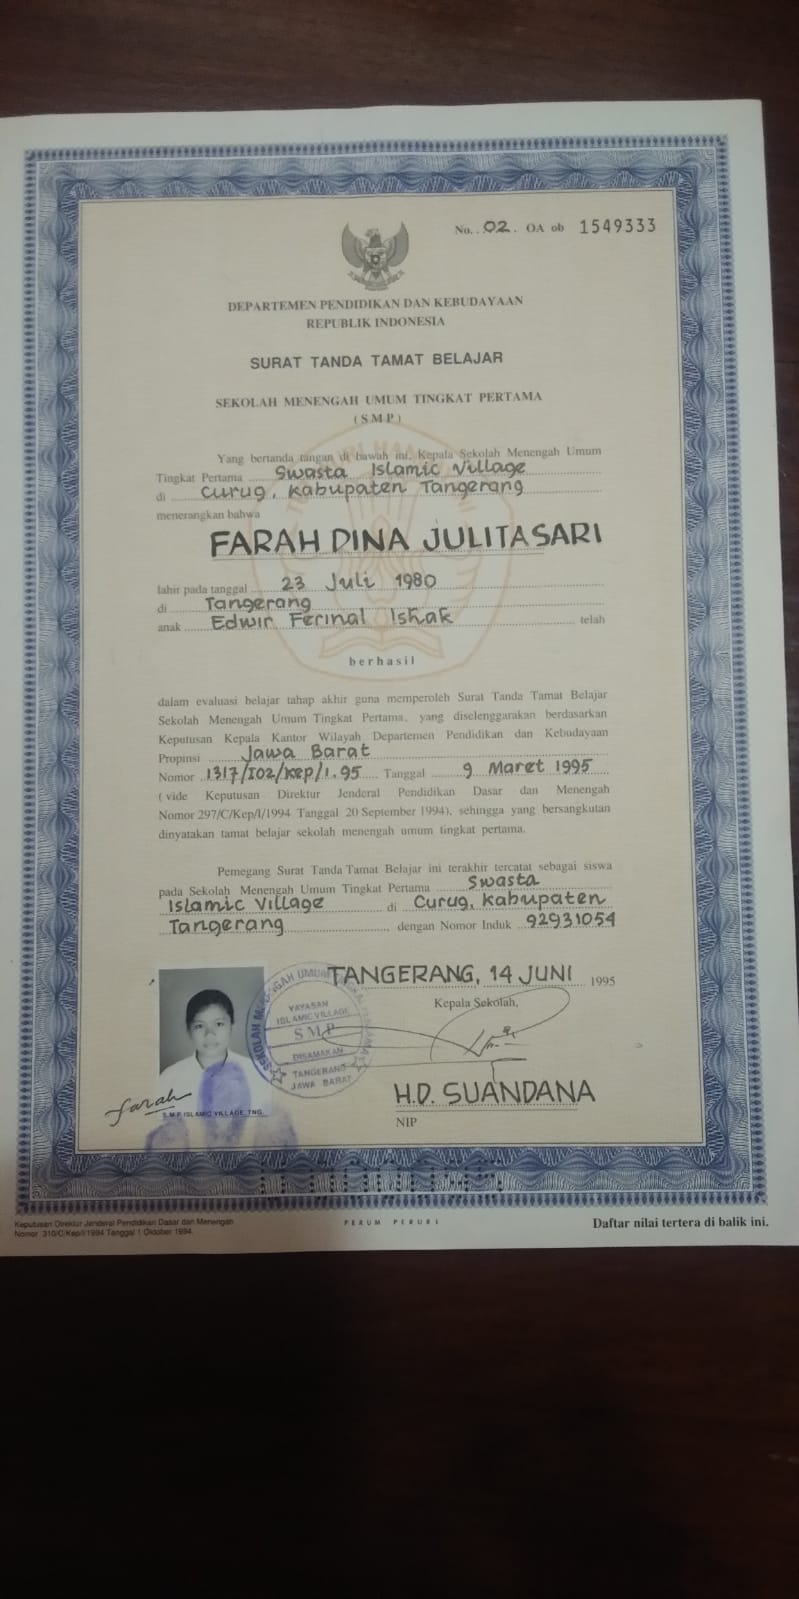 No. 02. OA ob 1549333
DEPARTEMEN PENDIDIKAN DAN KEBUDAYAAN
REPUBLIK INDONESIA
SURAT TANDA TAMAT BELAJAR
SEKOLAH MENENGAH UMUM TINGKAT PERTAMA
(SMP)
Yang bertanda tangan di bawah ini, Kepala Sekolah Menengah Umum
Tingkat Pertama Swasta Islamic Village
di Curug, Kabupaten Tangerang
menerangkan bahwa
FARAH DINA JULITASARI
lahir pada tanggal 23 Juli 1980
di Tangerang
anak Edwir Ferinal Ishak telah
berhasil
dalam evaluasi belajar tahap akhir guna memperoleh Surat Tanda Tamat Belajar
Sekolah Menengah Umum Tingkat Pertama, yang diselenggarakan berdasarkan
Keputusan Kepala Kantor Wilayah Departemen Pendidikan dan Kebudayaan
Propinsi Jawa Barat
Nomor 1317/I02/Kep/I.95 Tanggal 9 Maret 1995
(vide Keputusan Direktur Jenderal Pendidikan Dasar dan Menengah
Nomor 297/C/Kep/I/1994 Tanggal 20 September 1994), sehingga yang bersangkutan
dinyatakan tamat belajar sekolah menengah umum tingkat pertama.
Pemegang Surat Tanda Tamat Belajar ini terakhir tercatat sebagai siswa
pada Sekolah Menengah Umum Tingkat Pertama Swasta
Islamic Village di Curug, Kabupaten
Tangerang dengan Nomor Induk 92931054
TANGERANG, 14 JUNI 1995
Kepala Sekolah,
SEKOLAH MENENGAH UMUM TINGKAT PERTAMA
YAYASAN
ISLAMIC VILLAGE
SMP
DISAMAKAN
TANGERANG
JAWA BARAT
farah
S.M.P ISLAMIC VILLAGE TNG.
H.D. SUANDANA
NIP
Keputusan Direktur Jenderal Pendidikan Dasar dan Menengah
Nomor 310/C/Kep/I/1994 Tanggal 1 Oktober 1994.
PERUM PERURI
Daftar nilai tertera di balik ini.